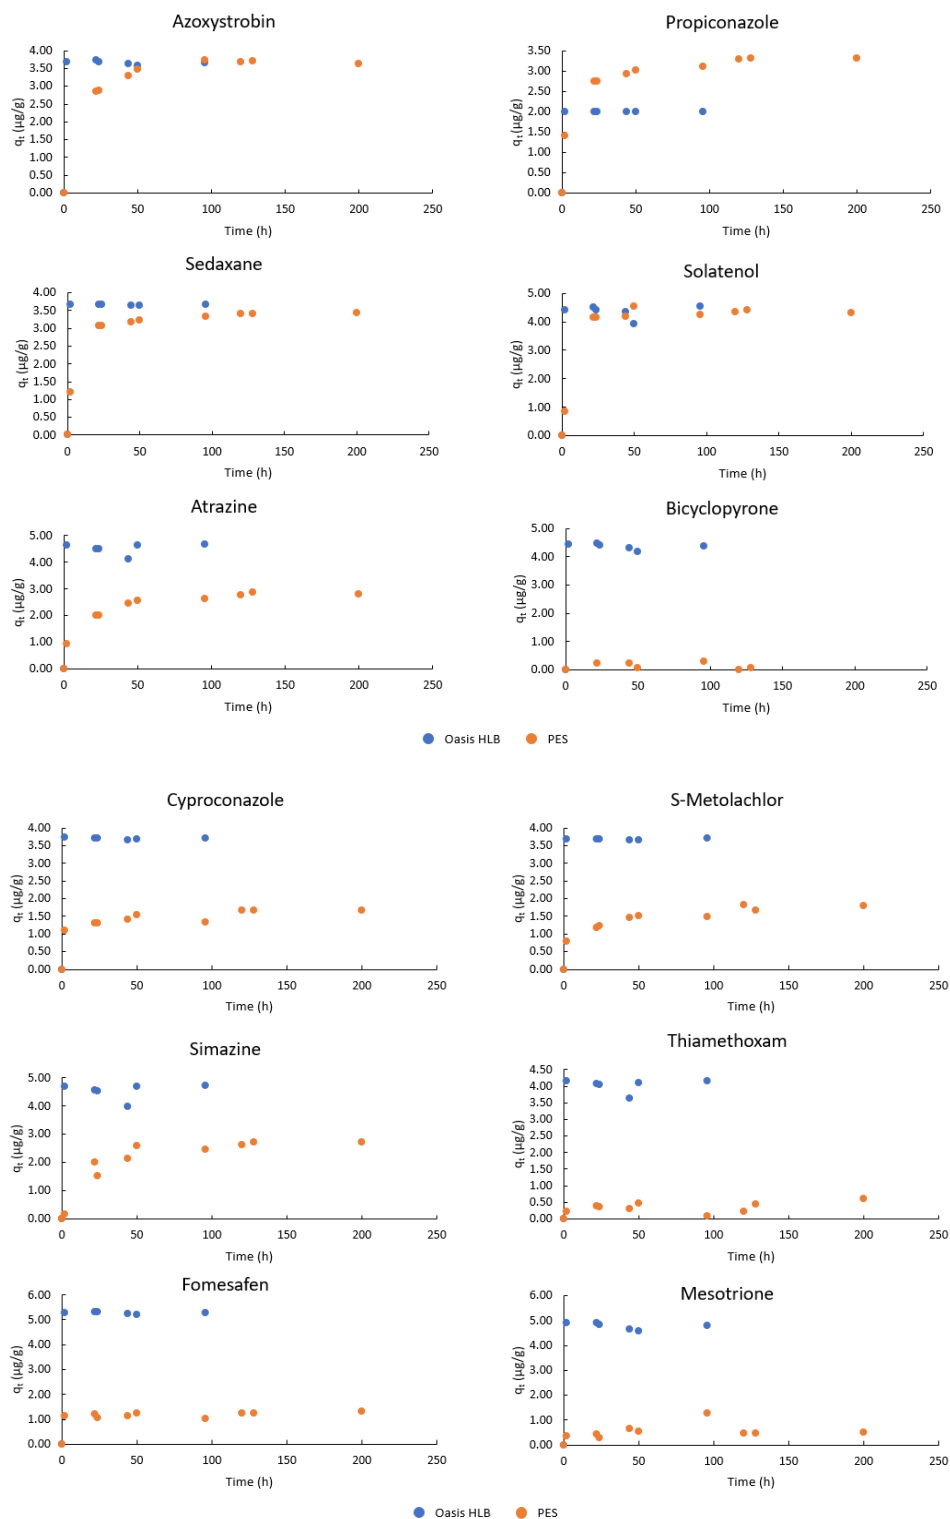 Azoxystrobin
4.00
3.50
3.00
2.50
2.00
1.50
1.00
0.50
0.00
qt (µg/g)
0 50 100 150 200 250
Time (h)
Propiconazole
3.50
3.00
2.50
2.00
1.50
1.00
0.50
0.00
qt (µg/g)
0 50 100 150 200 250
Time (h)
Sedaxane
4.00
3.50
3.00
2.50
2.00
1.50
1.00
0.50
0.00
qt (µg/g)
0 50 100 150 200 250
Time (h)
Solatenol
5.00
4.00
3.00
2.00
1.00
0.00
qt (µg/g)
0 50 100 150 200 250
Time (h)
Atrazine
5.00
4.00
3.00
2.00
1.00
0.00
qt (µg/g)
0 50 100 150 200 250
Time (h)
Bicyclopyrone
5.00
4.00
3.00
2.00
1.00
0.00
qt (µg/g)
0 50 100 150 200 250
Time (h)
Oasis HLB PES
Cyproconazole
4.00
3.50
3.00
2.50
2.00
1.50
1.00
0.50
0.00
qt (µg/g)
0 50 100 150 200 250
Time (h)
S-Metolachlor
4.00
3.50
3.00
2.50
2.00
1.50
1.00
0.50
0.00
qt (µg/g)
0 50 100 150 200 250
Time (h)
Simazine
5.00
4.00
3.00
2.00
1.00
0.00
qt (µg/g)
0 50 100 150 200 250
Time (h)
Thiamethoxam
4.50
4.00
3.50
3.00
2.50
2.00
1.50
1.00
0.50
0.00
qt (µg/g)
0 50 100 150 200 250
Time (h)
Fomesafen
6.00
5.00
4.00
3.00
2.00
1.00
0.00
qt (µg/g)
0 50 100 150 200 250
Time (h)
Mesotrione
6.00
5.00
4.00
3.00
2.00
1.00
0.00
qt (µg/g)
0 50 100 150 200 250
Time (h)
Oasis HLB PES